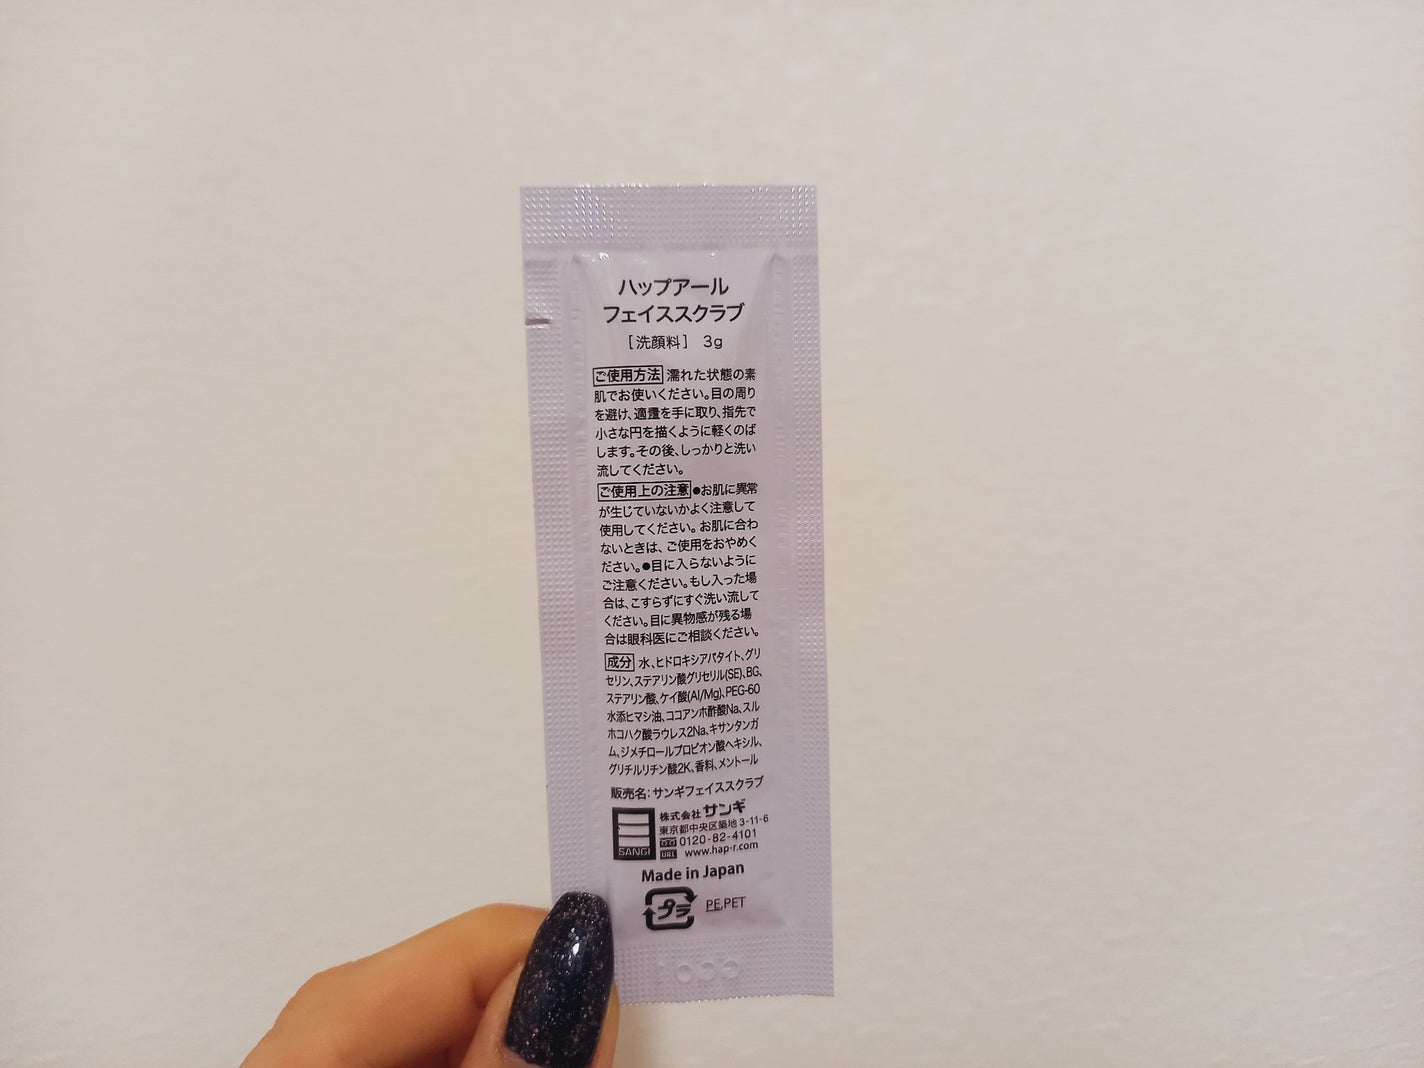 ハップアール
フェイススクラブ
［洗顔料］ 3g
ご使用方法 濡れた状態の素
肌でお使いください。目の周り
を避け、適量を手に取り、指先で
小さな円を描くように軽くのば
します。その後、しっかりと洗い
流してください。
ご使用上の注意 ●お肌に異常
が生じていないかよく注意して
使用してください。お肌に合わ
ないときは、ご使用をおやめく
ださい。●目に入らないように
ご注意ください。もし入った場
合は、こすらずにすぐ洗い流して
ください。目に異物感が残る場
合は眼科医にご相談ください。
成分 水、ヒドロキシアパタイト、グリ
セリン、ステアリン酸グリセリル(SE)、BG、
ステアリン酸、ケイ酸(Al/Mg)、PEG-60
水添ヒマシ油、ココアンホ酢酸Na、スル
ホコハク酸ラウレス2Na、キサンタンガ
ム、ジメチロールプロピオン酸ヘキシル、
グリチルリチン酸2K、香料、メントール
販売名：サンギフェイススクラブ
SANGI
株式会社サンギ
東京都中央区築地3-11-6
0120-82-4101
URL www.hap-r.com
Made in Japan
プラ PE,PET